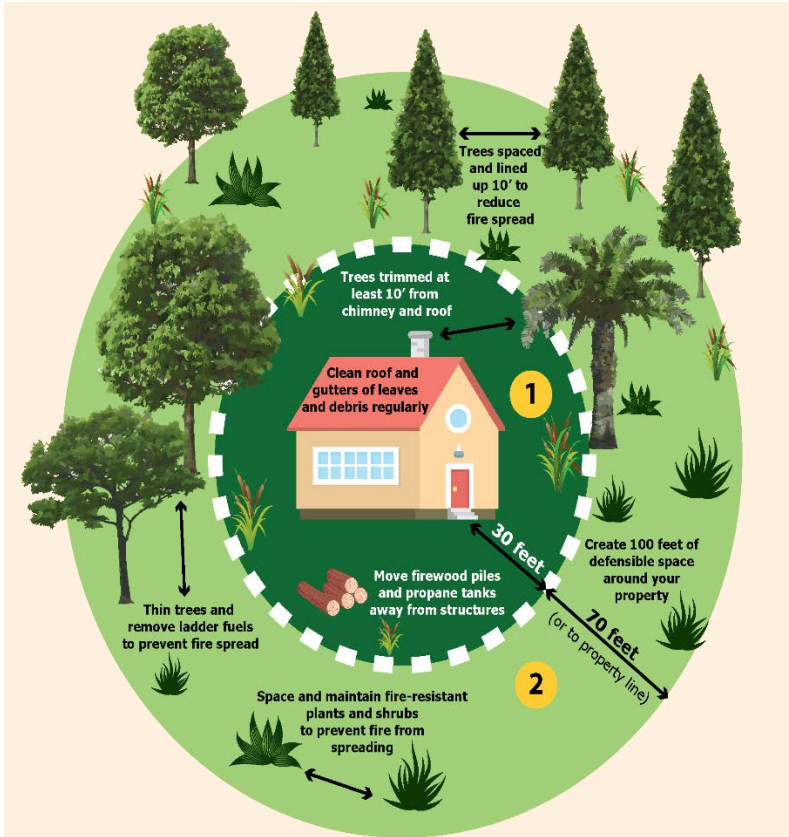 Trees spaced
and lined
up 10' to
reduce
fire spread
Trees trimmed at
least 10' from
chimney and roof
Clean roof and
gutters of leaves
and debris regularly
1
30 feet
Create 100 feet of
defensible space
around your
property
Move firewood piles
and propane tanks
away from structures
70 feet
(or to property line)
Thin trees and
remove ladder fuels
to prevent fire spread
2
Space and maintain fire-resistant
plants and shrubs
to prevent fire from
spreading